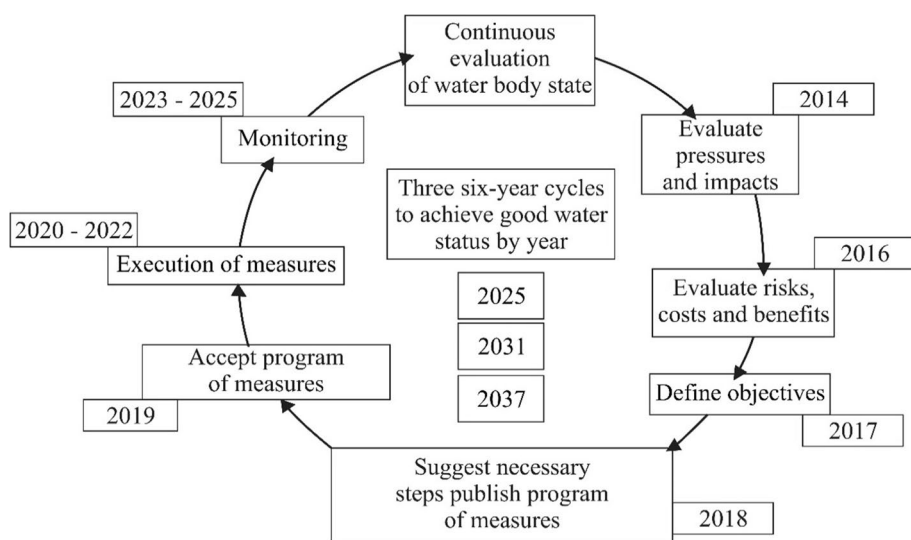 Continuous
evaluation
of water body state
2014
Evaluate
pressures
and impacts
2016
Evaluate risks,
costs and benefits
Define objectives
2017
Suggest necessary
steps publish program
of measures
2018
Accept program
of measures
2019
2020 - 2022
Execution of measures
2023 - 2025
Monitoring
Three six-year cycles
to achieve good water
status by year
2025
2031
2037